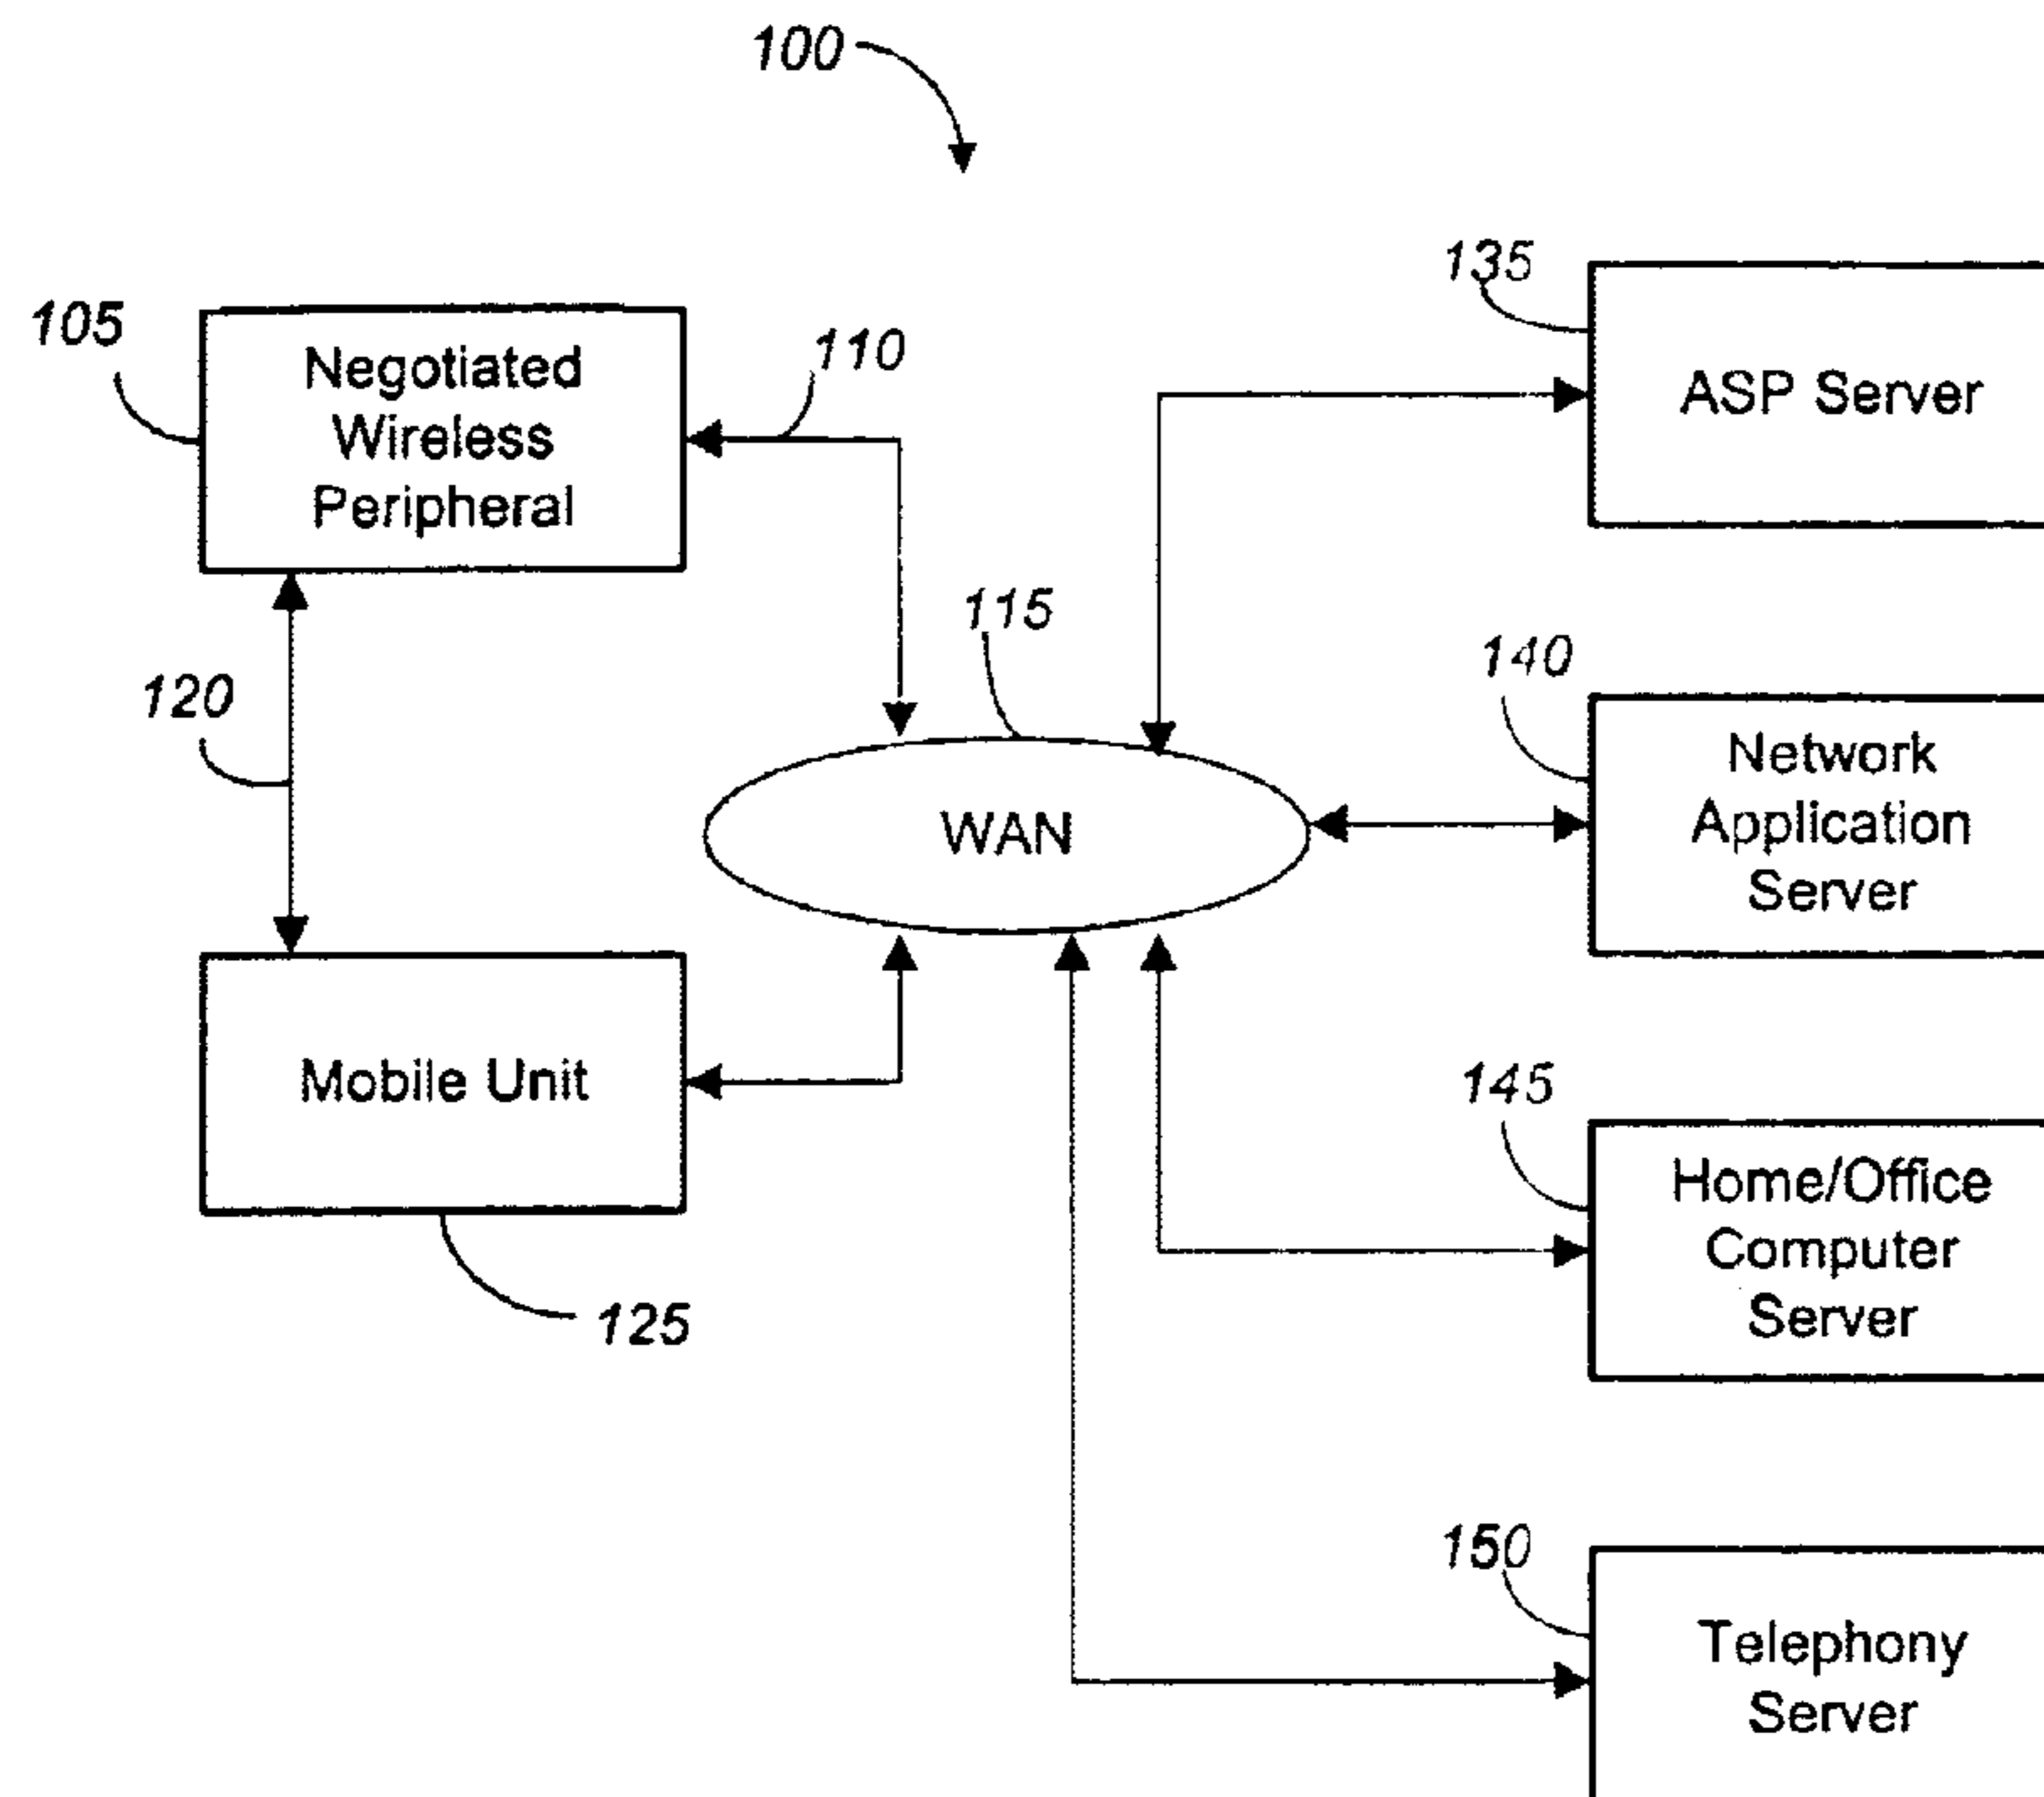 100
135
105
Negotiated
Wireless
Peripheral
110
ASP Server
115
140
120
Network
Application
Server
WAN
Mobile Unit
145
Home/Office
Computer
Server
125
150
Telephony
Server